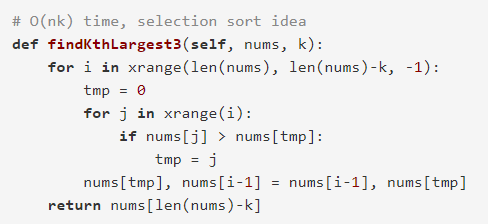 # O(nk) time, selection sort idea
def findKthLargest3(self, nums, k):
    for i in xrange(len(nums), len(nums)-k, -1):
        tmp = 0
        for j in xrange(i):
            if nums[j] > nums[tmp]:
                tmp = j
        nums[tmp], nums[i-1] = nums[i-1], nums[tmp]
    return nums[len(nums)-k]